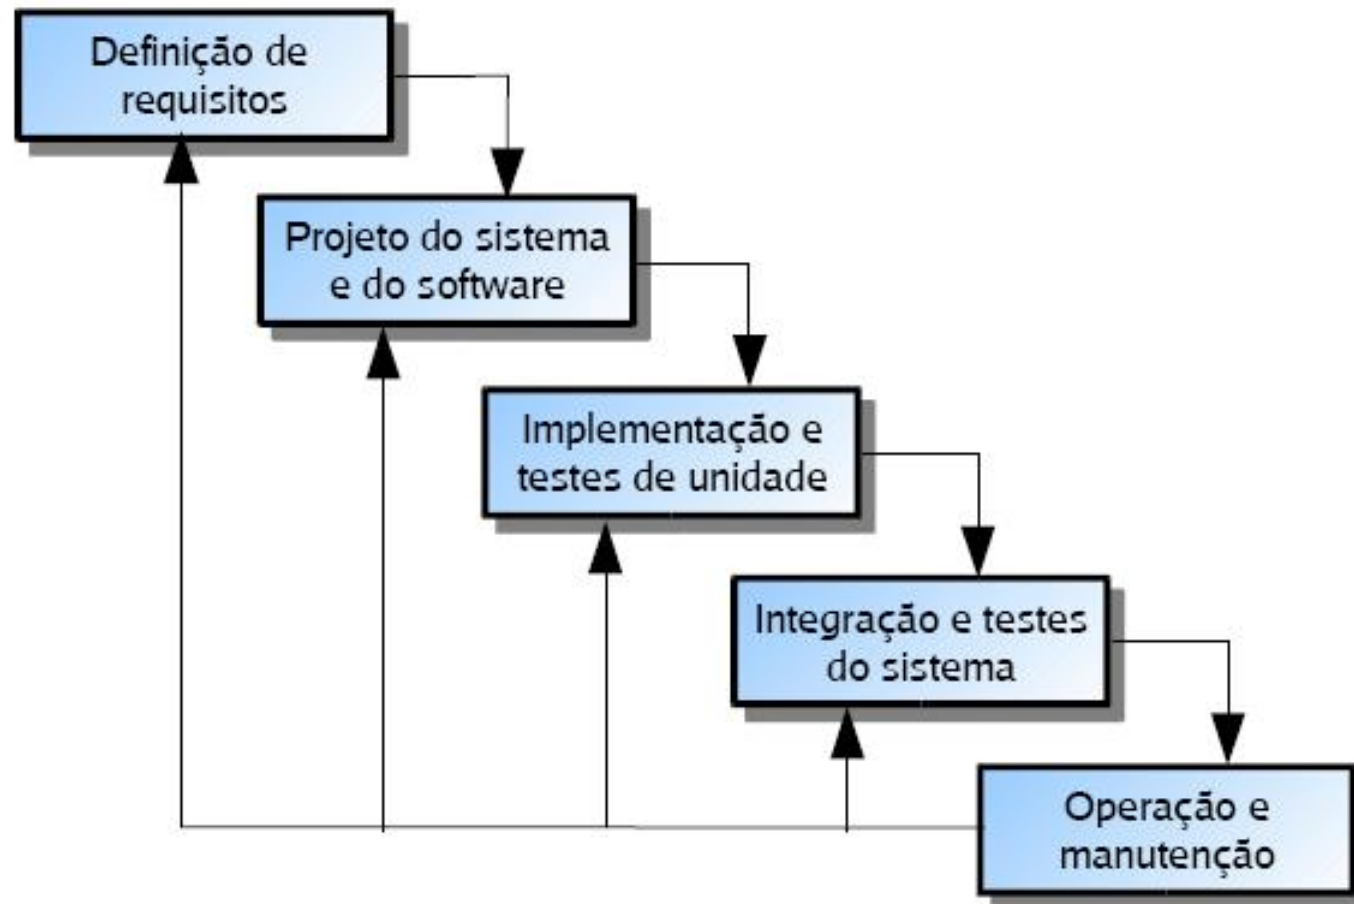 Definição de
requisitos
Projeto do sistema
e do software
Implementação e
testes de unidade
Integração e testes
do sistema
Operação e
manutenção